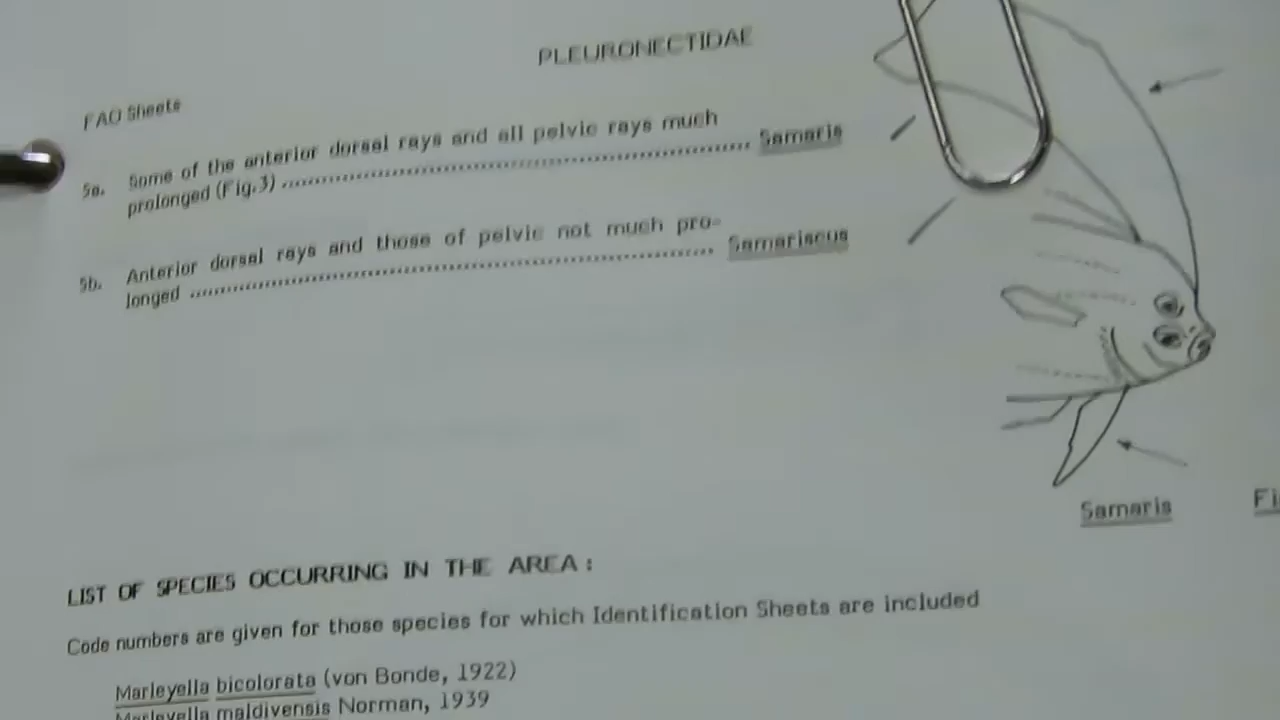 PLEURONECTIDAE
FAO Sheets
5a. Some of the anterior dorsal rays and all pelvic rays much
prolonged (Fig.3) ........................................ Samaris
5b. Anterior dorsal rays and those of pelvic not much pro-
longed ........................................ Samariscus
Samaris
LIST OF SPECIES OCCURRING IN THE AREA :
Code numbers are given for those species for which Identification Sheets are included
Marleyella bicolorata (von Bonde, 1922)
Marleyella maldivensis Norman, 1939